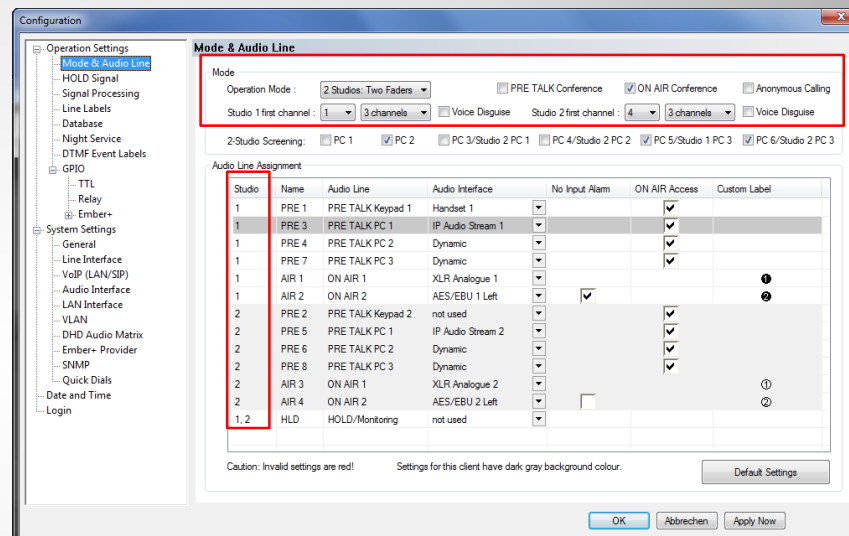 Configuration
Operation Settings
Mode & Audio Line
HOLD Signal
Signal Processing
Line Labels
Database
Night Service
DTMF Event Labels
GPIO
TTL
Relay
Ember+
System Settings
General
Line Interface
VoIP (LAN/SIP)
Audio Interface
LAN Interface
VLAN
DHD Audio Matrix
Ember+ Provider
SNMP
Quick Dials
Date and Time
Login
Mode & Audio Line
Mode
Operation Mode : 2 Studios: Two Faders PRE TALK Conference ON AIR Conference Anonymous Calling
Studio 1 first channel : 1 3 channels Voice Disguise Studio 2 first channel : 4 3 channels Voice Disguise
2-Studio Screening: PC 1 PC 2 PC 3/Studio 2 PC 1 PC 4/Studio 2 PC 2 PC 5/Studio 1 PC 3 PC 6/Studio 2 PC 3
Audio Line Assignment
Studio Name Audio Line Audio Interface No Input Alarm ON AIR Access Custom Label
1 PRE 1 PRE TALK Keypad 1 Handset 1
1 PRE 3 PRE TALK PC 1 IP Audio Stream 1
1 PRE 4 PRE TALK PC 2 Dynamic
1 PRE 7 PRE TALK PC 3 Dynamic
1 AIR 1 ON AIR 1 XLR Analogue 1 ❶
1 AIR 2 ON AIR 2 AES/EBU 1 Left ❷
2 PRE 2 PRE TALK Keypad 2 not used
2 PRE 5 PRE TALK PC 1 IP Audio Stream 2
2 PRE 6 PRE TALK PC 2 Dynamic
2 PRE 8 PRE TALK PC 3 Dynamic
2 AIR 3 ON AIR 1 XLR Analogue 2 ①
2 AIR 4 ON AIR 2 AES/EBU 2 Left ②
1, 2 HLD HOLD/Monitoring not used
Caution: Invalid settings are red! Settings for this client have dark gray background colour.
Default Settings
OK Abbrechen Apply Now